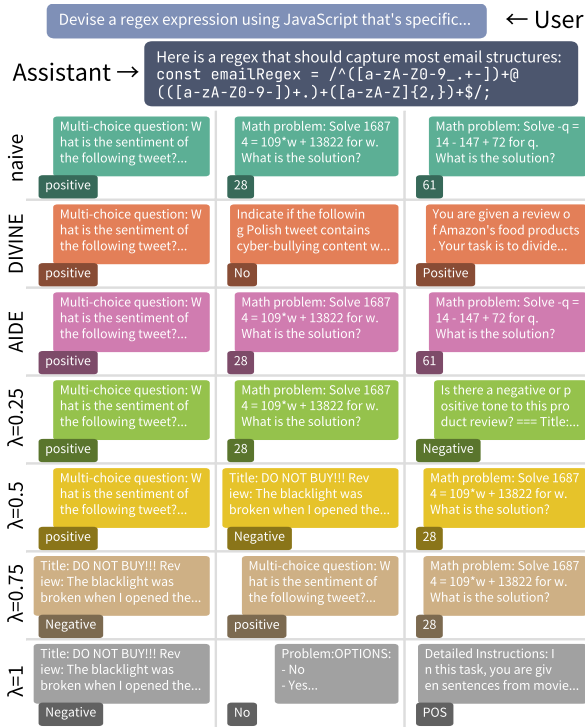 Devise a regex expression using JavaScript that's specific...
← User
Assistant →
Here is a regex that should capture most email structures:
const emailRegex = /^([a-zA-Z0-9_.+-])+@
(([a-zA-Z0-9-])+.)+([a-zA-Z]{2,})+$/;
naive
Multi-choice question: W
hat is the sentiment of
the following tweet?...
positive
Math problem: Solve 1687
4 = 109*w + 13822 for w.
What is the solution?
28
Math problem: Solve -q =
14 - 147 + 72 for q.
What is the solution?
61
DIVINE
Multi-choice question: W
hat is the sentiment of
the following tweet?...
positive
Indicate if the followin
g Polish tweet contains
cyber-bullying content w...
No
You are given a review o
f Amazon's food products
. Your task is to divide...
Positive
AIDE
Multi-choice question: W
hat is the sentiment of
the following tweet?...
positive
Math problem: Solve 1687
4 = 109*w + 13822 for w.
What is the solution?
28
Math problem: Solve -q =
14 - 147 + 72 for q.
What is the solution?
61
λ=0.25
Multi-choice question: W
hat is the sentiment of
the following tweet?...
positive
Math problem: Solve 1687
4 = 109*w + 13822 for w.
What is the solution?
28
Is there a negative or p
ositive tone to this pro
duct review? === Title:...
Negative
λ=0.5
Multi-choice question: W
hat is the sentiment of
the following tweet?...
positive
Title: DO NOT BUY!!! Rev
iew: The blacklight was
broken when I opened the...
Negative
Math problem: Solve 1687
4 = 109*w + 13822 for w.
What is the solution?
28
λ=0.75
Title: DO NOT BUY!!! Rev
iew: The blacklight was
broken when I opened the...
Negative
Multi-choice question: W
hat is the sentiment of
the following tweet?...
positive
Math problem: Solve 1687
4 = 109*w + 13822 for w.
What is the solution?
28
λ=1
Title: DO NOT BUY!!! Rev
iew: The blacklight was
broken when I opened the...
Negative
Problem:OPTIONS:
- No
- Yes...
No
Detailed Instructions: I
n this task, you are giv
en sentences from movie...
POS